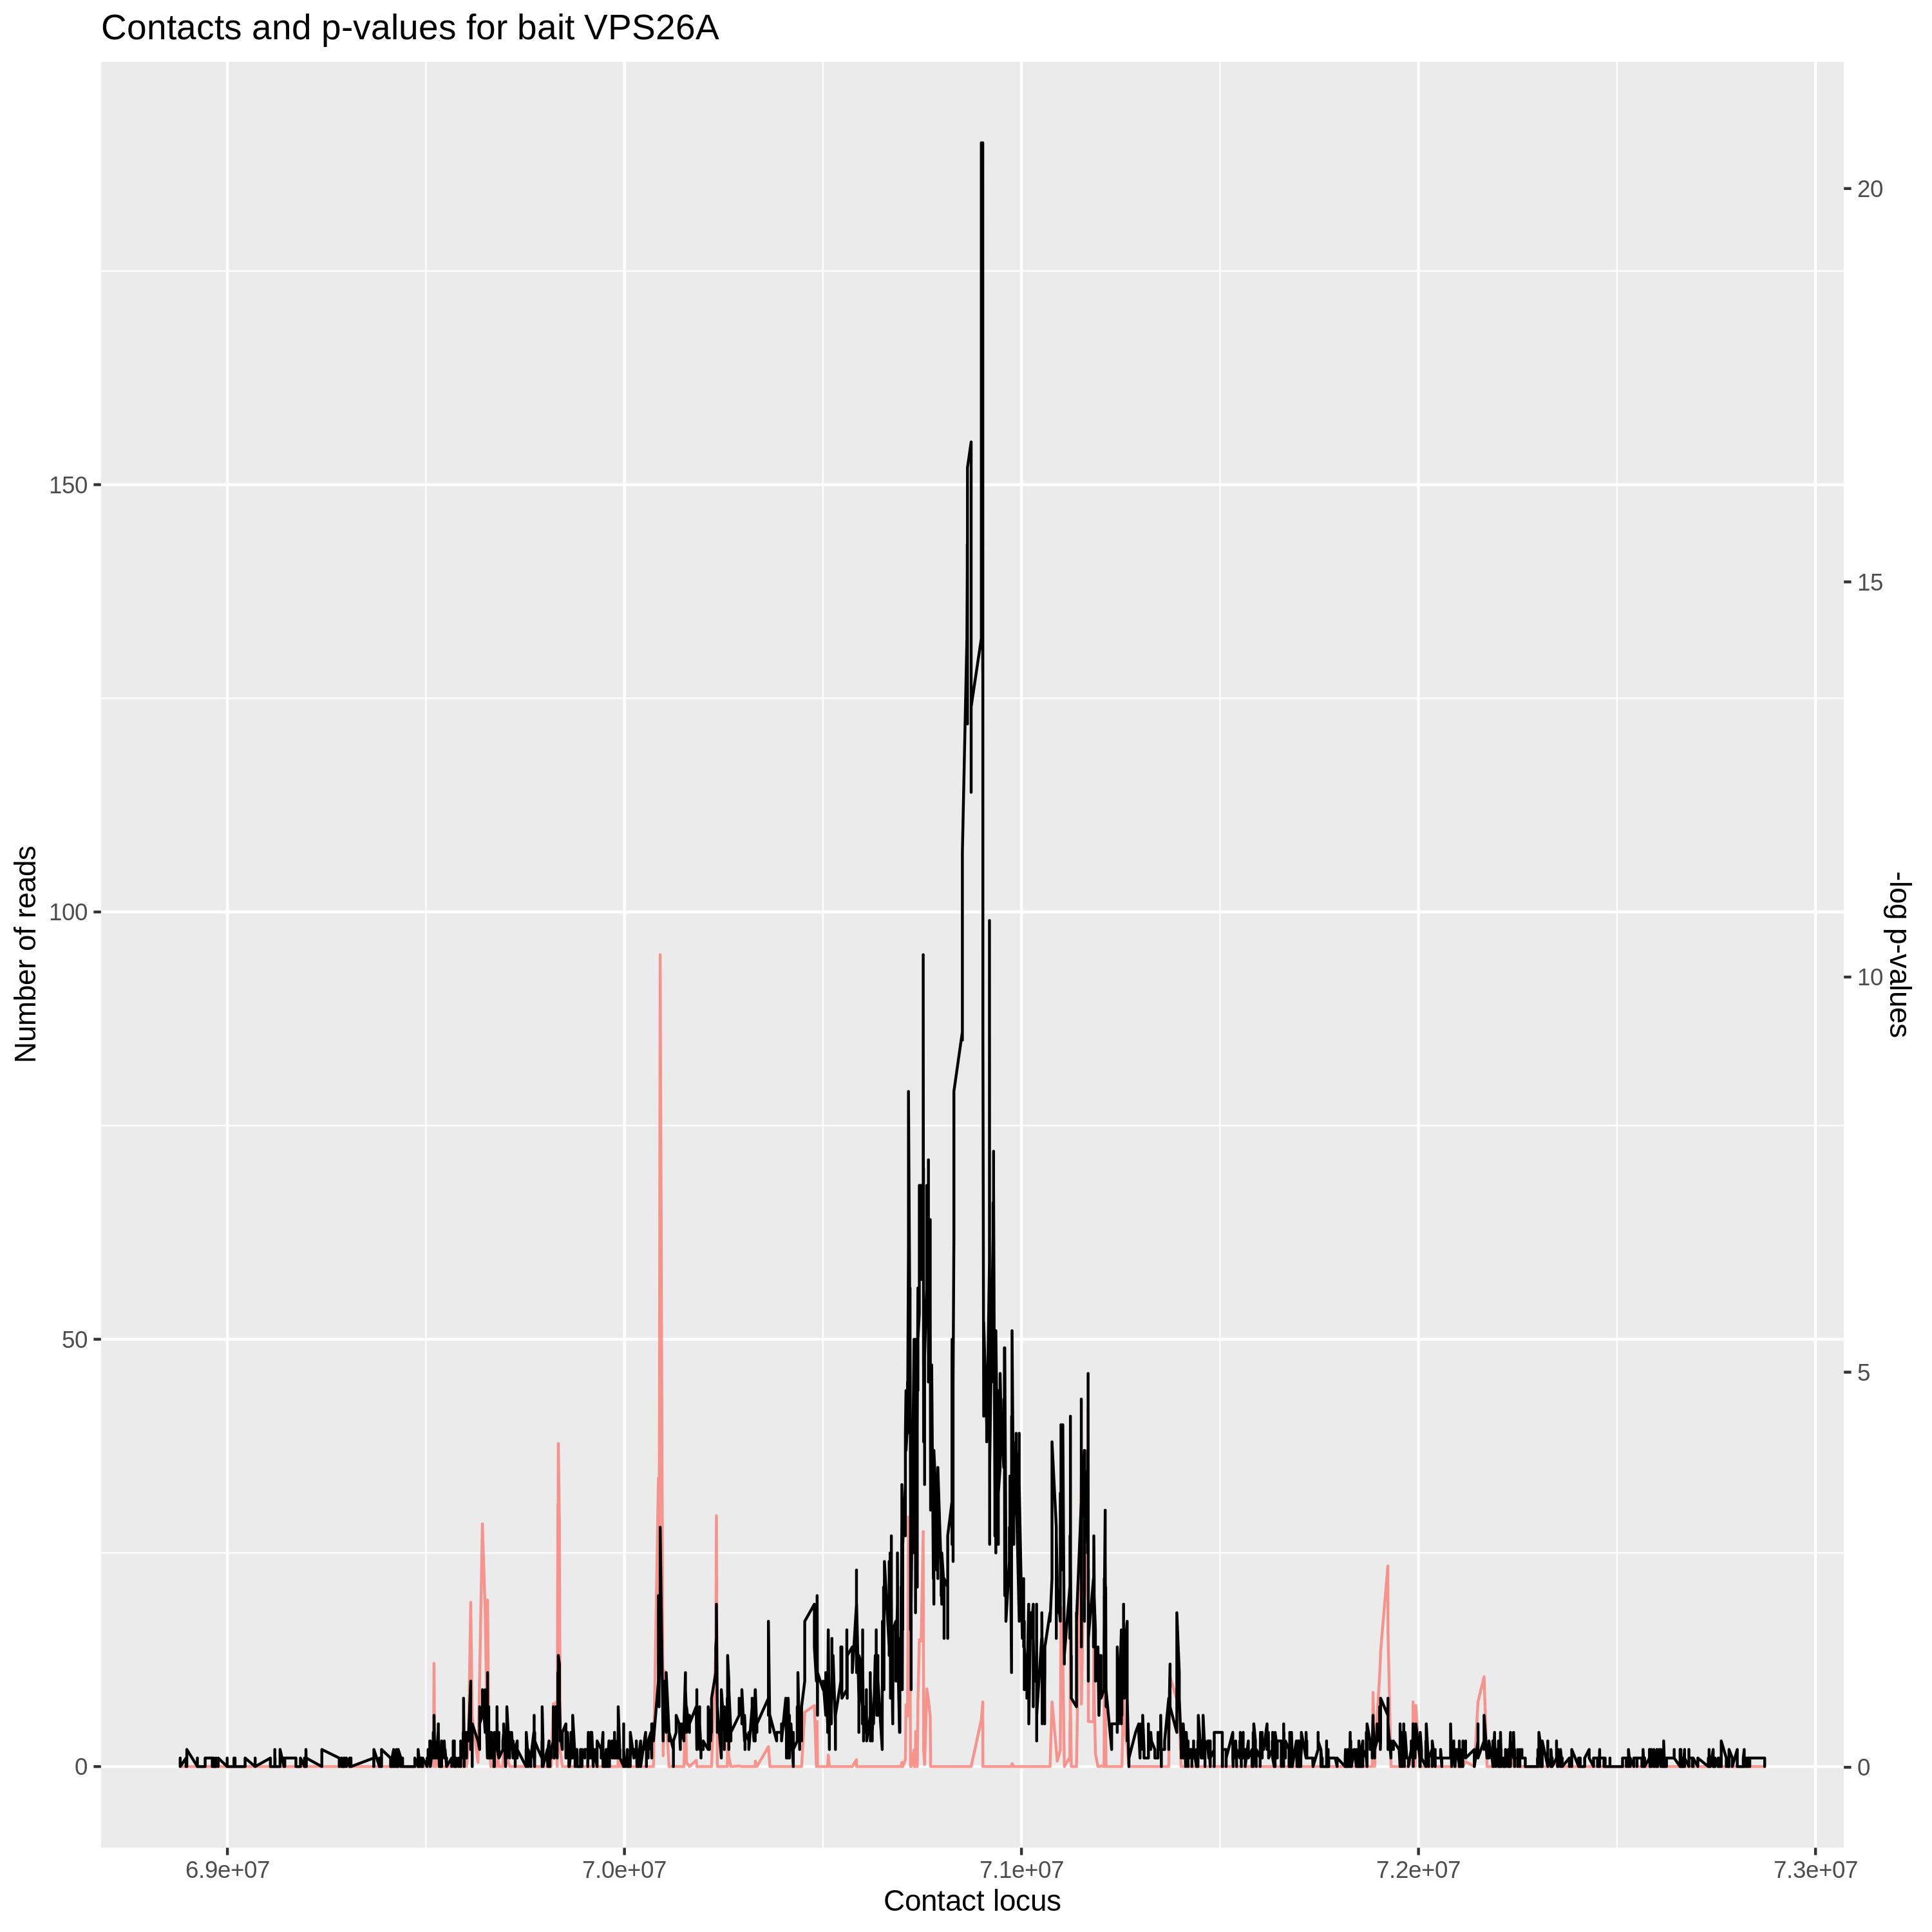 Contacts and p-values for bait VPS26A
Number of reads
150
100
50
0
20
15
10
5
0
-log p-values
6.9e+07
7.0e+07
7.1e+07
7.2e+07
7.3e+07
Contact locus